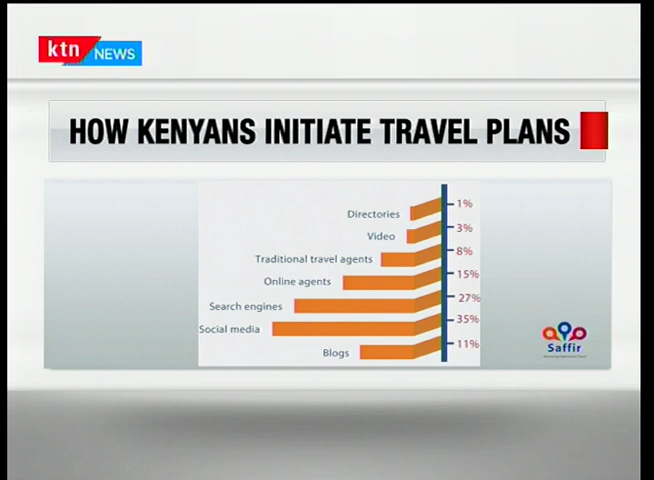 ktn NEWS
HOW KENYANS INITIATE TRAVEL PLANS
Directories 1%
Video 3%
Traditional travel agents 8%
Online agents 15%
Search engines 27%
Social media 35%
Blogs 11%
Saffir